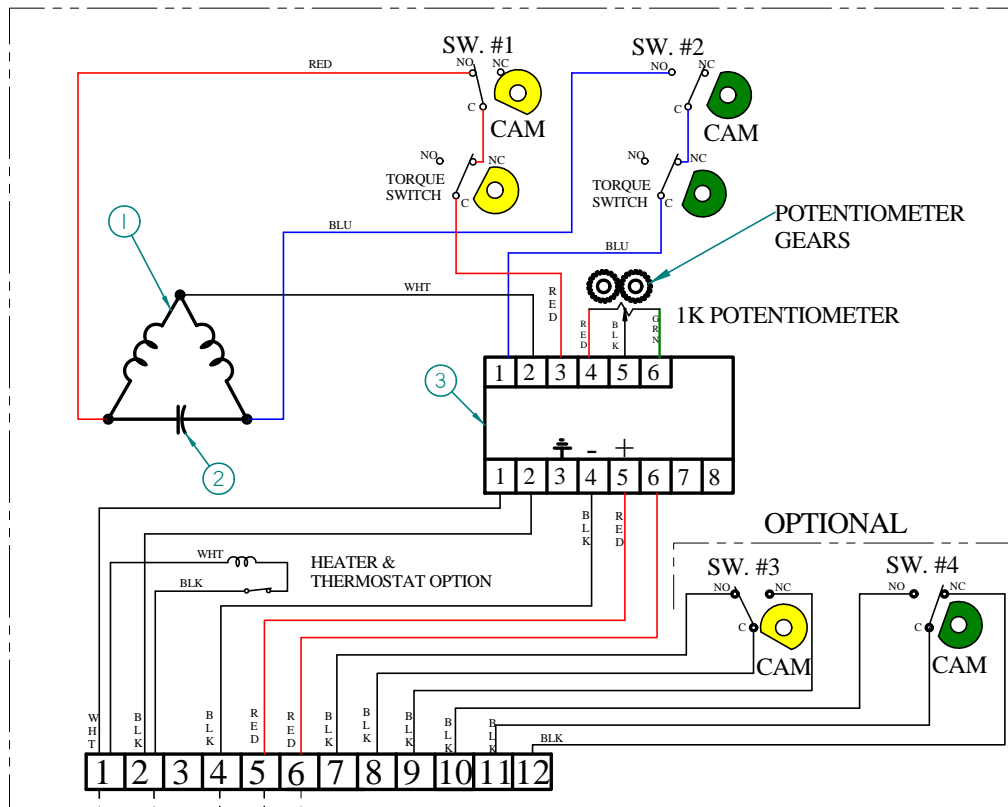 SW. #1
SW. #2
RED
NO
NC
NO
NC
C
C
CAM
CAM
NO
NC
NO
NC
TORQUE
SWITCH
TORQUE
SWITCH
C
C
1
POTENTIOMETER
GEARS
BLU
BLU
WHT
RED
RED
BLK
GRN
1K POTENTIOMETER
3
1 2 3 4 5 6
2
- +
1 2 3 4 5 6 7 8
BLK
RED
OPTIONAL
WHT
HEATER &
THERMOSTAT OPTION
BLK
SW. #3
SW. #4
NO
NC
NO
NC
C
C
CAM
CAM
WHT
BLK
BLK
RED
RED
BLK
BLK
BLK
BLK
BLK
BLK
1 2 3 4 5 6 7 8 9 10 11 12